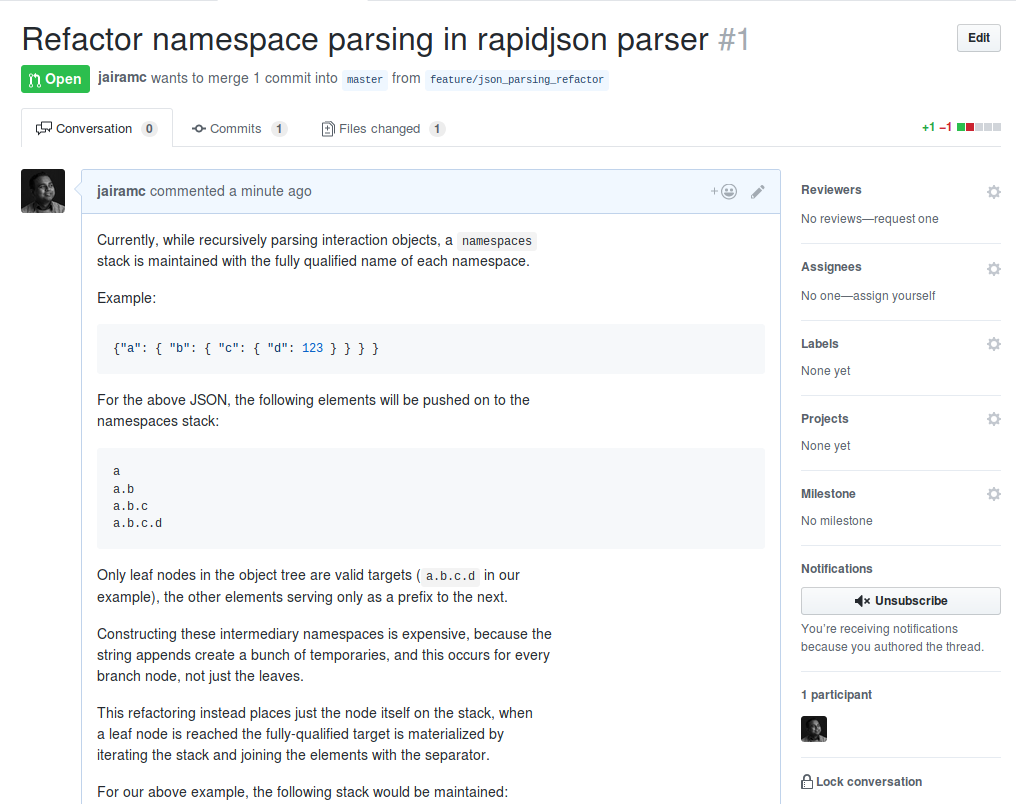 Refactor namespace parsing in rapidjson parser #1
Edit
Open jairamc wants to merge 1 commit into master from feature/json_parsing_refactor
Conversation 0 Commits 1 Files changed 1 +1 −1
jairamc commented a minute ago
Currently, while recursively parsing interaction objects, a namespaces
stack is maintained with the fully qualified name of each namespace.
Example:
{"a": { "b": { "c": { "d": 123 } } } }
For the above JSON, the following elements will be pushed on to the
namespaces stack:
a
a.b
a.b.c
a.b.c.d
Only leaf nodes in the object tree are valid targets ( a.b.c.d in our
example), the other elements serving only as a prefix to the next.
Constructing these intermediary namespaces is expensive, because the
string appends create a bunch of temporaries, and this occurs for every
branch node, not just the leaves.
This refactoring instead places just the node itself on the stack, when
a leaf node is reached the fully-qualified target is materialized by
iterating the stack and joining the elements with the separator.
For our above example, the following stack would be maintained:
Reviewers
No reviews—request one
Assignees
No one—assign yourself
Labels
None yet
Projects
None yet
Milestone
No milestone
Notifications
Unsubscribe
You're receiving notifications
because you authored the thread.
1 participant
Lock conversation